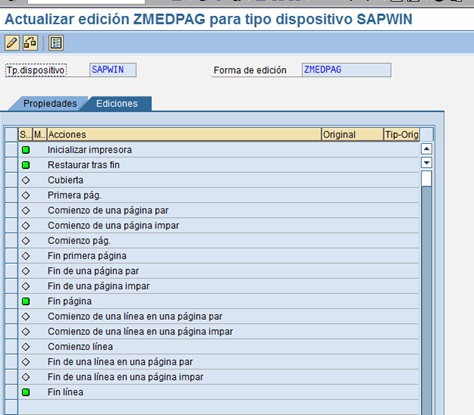 Actualizar edición ZMEDPAG para tipo dispositivo SAPWIN
Tp.dispositivo SAPWIN Forma de edición ZMEDPAG
Propiedades Ediciones
S... M.. Acciones Original Tip-Orig
Inicializar impresora
Restaurar tras fin
Cubierta
Primera pág.
Comienzo de una página par
Comienzo de una página impar
Comienzo pág.
Fin primera página
Fin de una página par
Fin de una página impar
Fin página
Comienzo de una línea en una página par
Comienzo de una línea en una página impar
Comienzo línea
Fin de una línea en una página par
Fin de una línea en una página impar
Fin línea